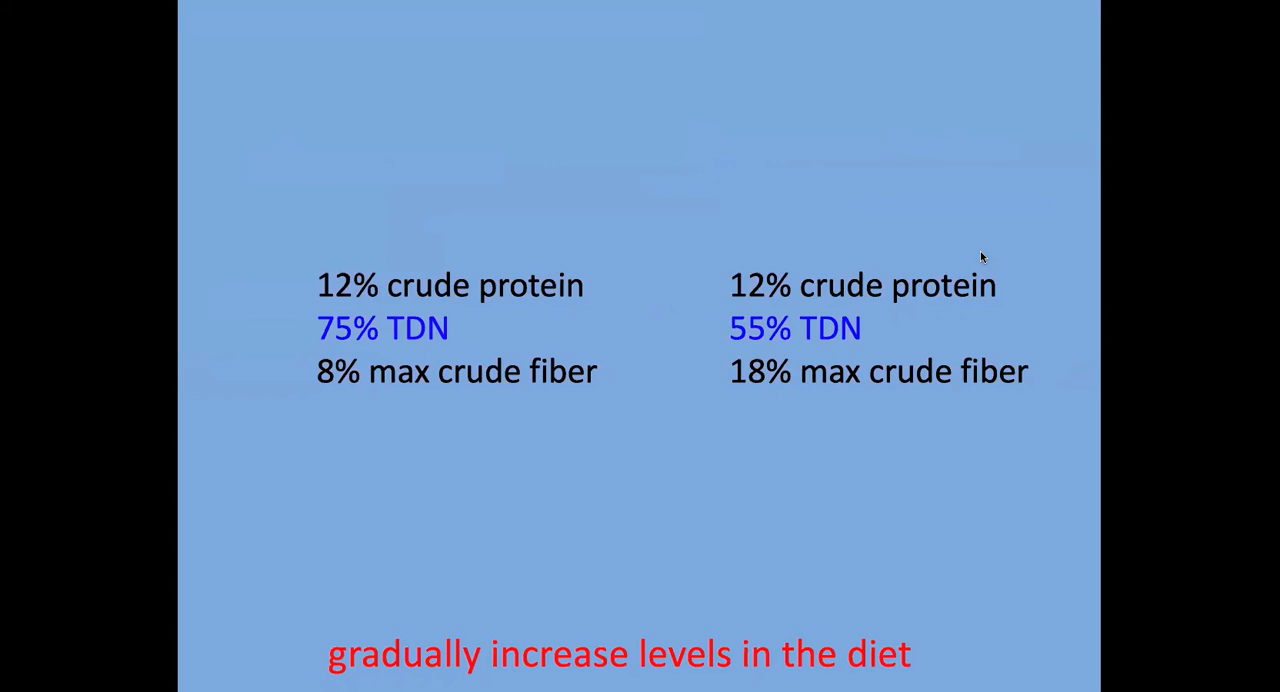 12% crude protein
75% TDN
8% max crude fiber
12% crude protein
55% TDN
18% max crude fiber
gradually increase levels in the diet